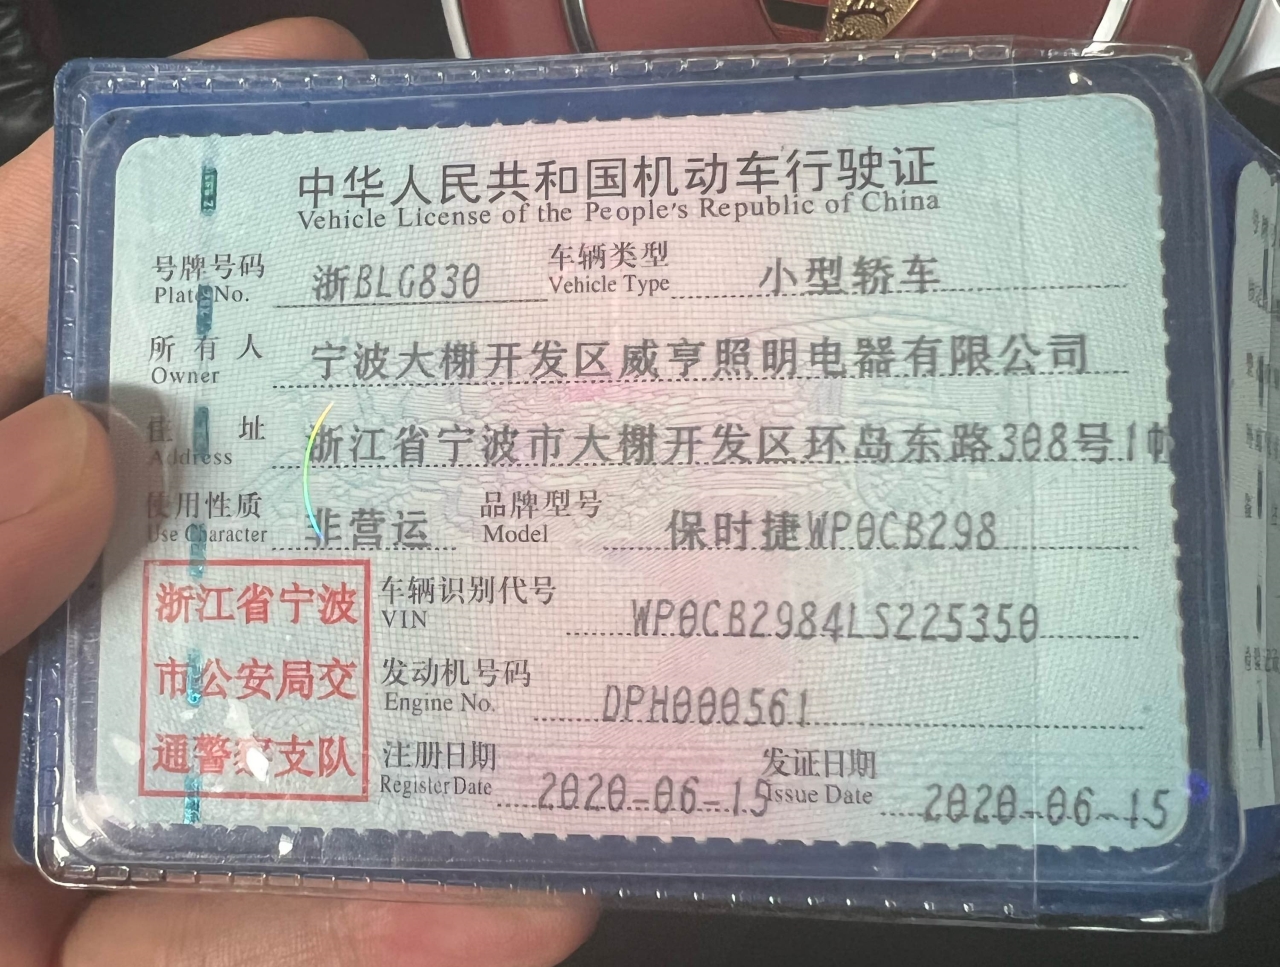 中华人民共和国机动车行驶证
Vehicle License of the People's Republic of China
号牌号码 浙BLG830 车辆类型 小型轿车
Plate No. Vehicle Type
所有人 宁波大榭开发区威亨照明电器有限公司
Owner
住址 浙江省宁波市大榭开发区环岛东路308号1幢
Address
使用性质 非营运 品牌型号 保时捷WP0CB298
Use Character Model
浙江省宁波
市公安局交
通警察支队
车辆识别代号 WP0CB2984LS225350
VIN
发动机号码 DPH000561
Engine No.
注册日期 2020-06-15 发证日期 2020-06-15
Register Date Issue Date